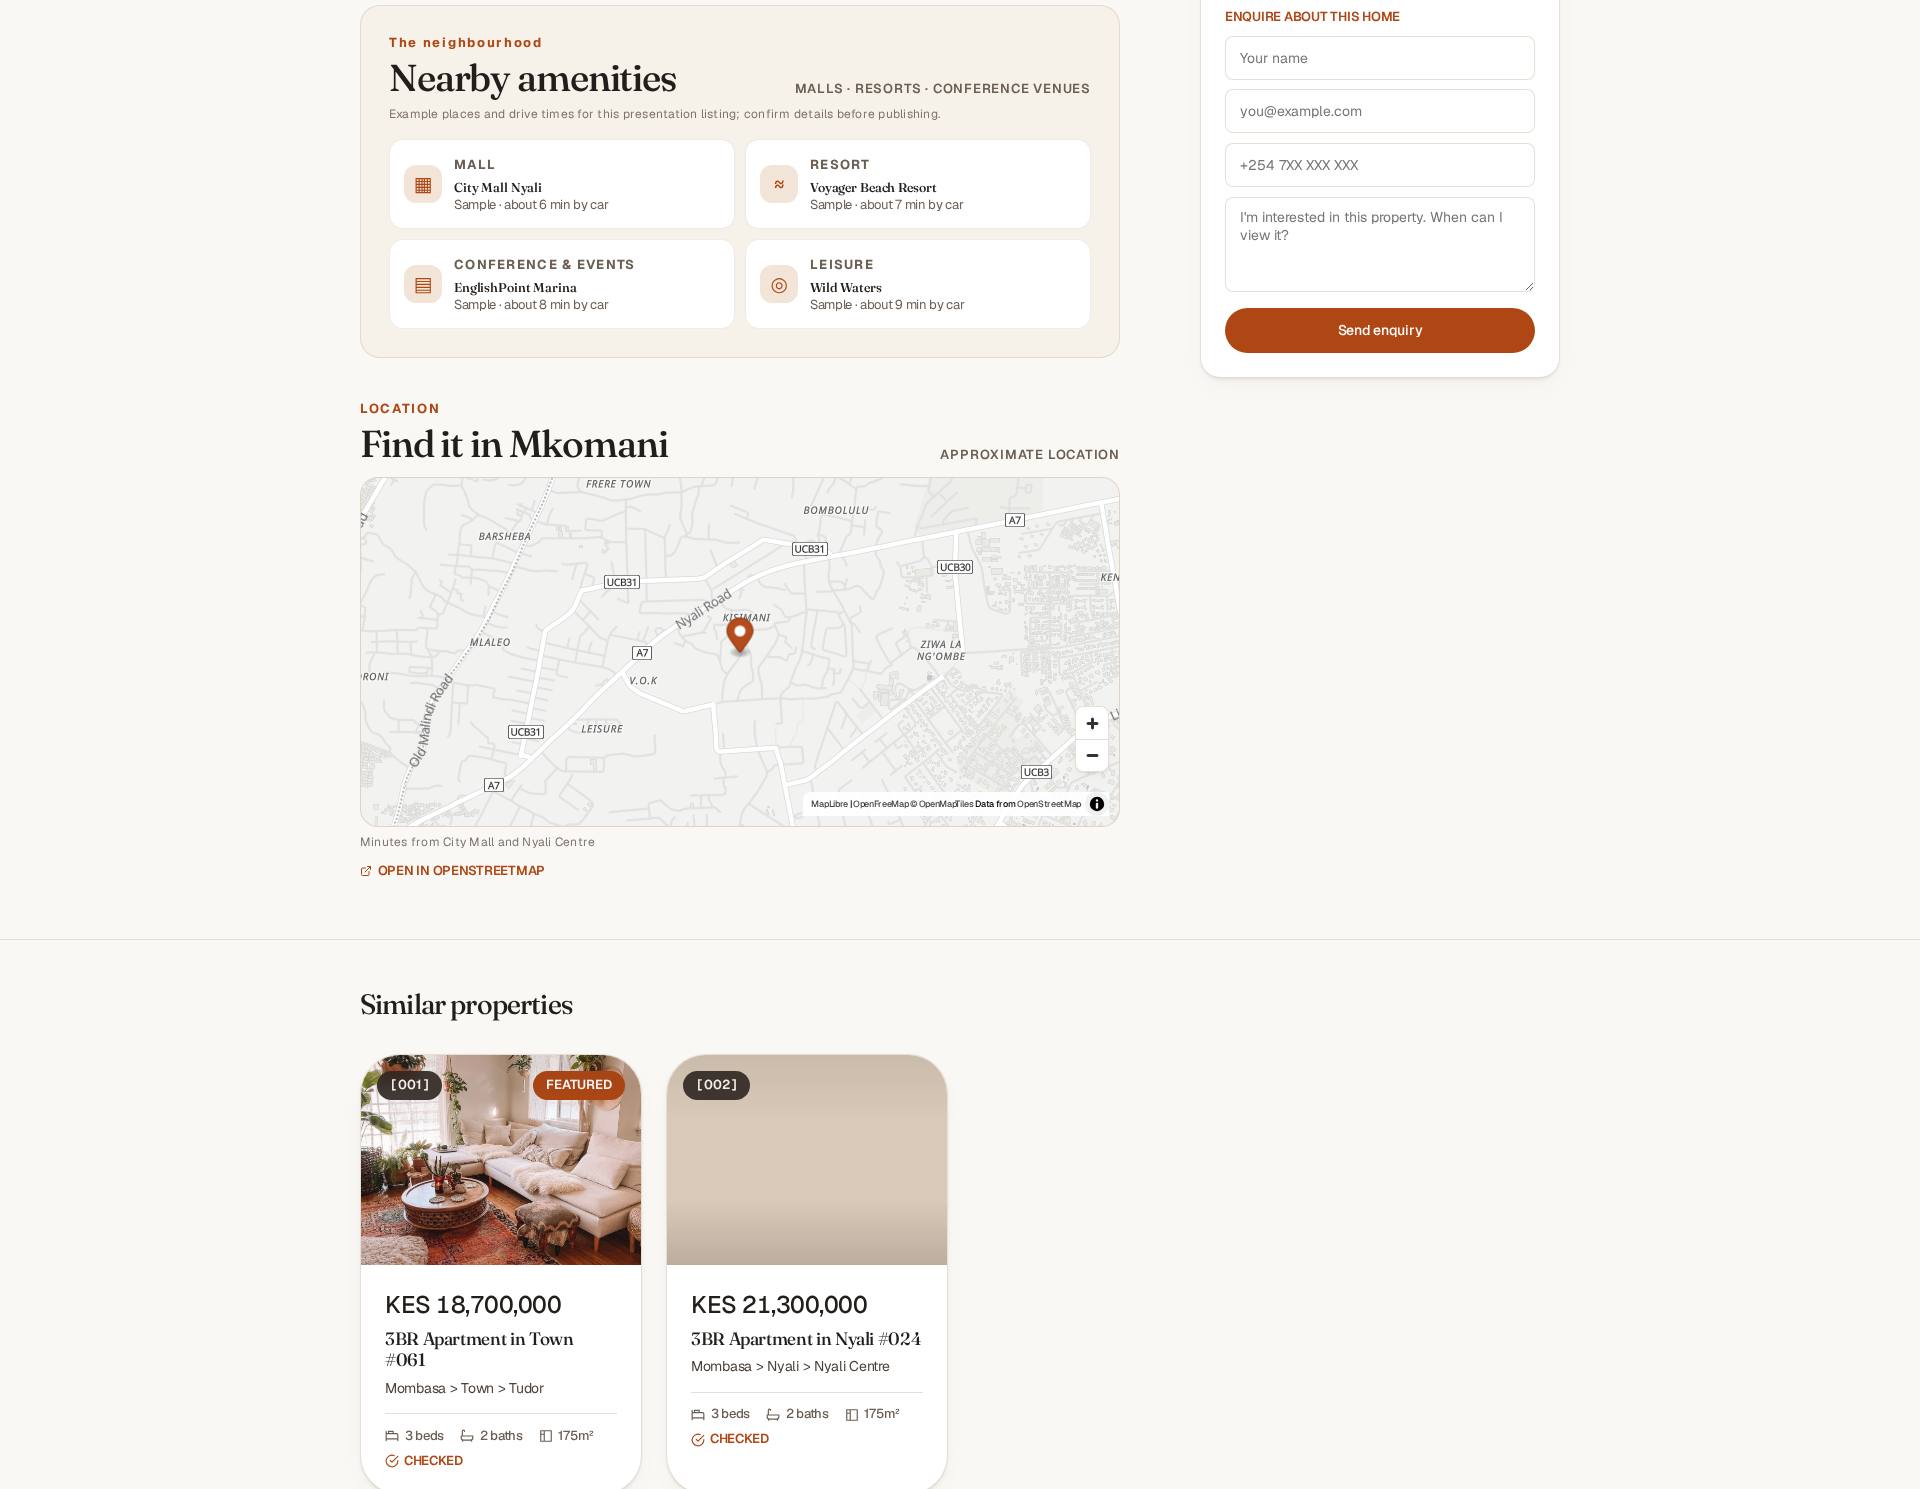 The neighbourhood
Nearby amenities
MALLS · RESORTS · CONFERENCE VENUES
Example places and drive times for this presentation listing; confirm details before publishing.
MALL
City Mall Nyali
Sample · about 6 min by car
RESORT
Voyager Beach Resort
Sample · about 7 min by car
CONFERENCE & EVENTS
EnglishPoint Marina
Sample · about 8 min by car
LEISURE
Wild Waters
Sample · about 9 min by car
ENQUIRE ABOUT THIS HOME
Your name
you@example.com
+254 7XX XXX XXX
I'm interested in this property. When can I
view it?
Send enquiry
LOCATION
Find it in Mkomani
APPROXIMATE LOCATION
FRERE TOWN
BOMBOLULU
A7
BARSHEBA
UCB31
UCB30
KEN
UCB31
Nyali Road
KISIMANI
MLALEO
A7
ZIWA LA
NG'OMBE
RONI
V.O.K
Old Malindi Road
UCB31
LEISURE
UCB3
A7
MapLibre | OpenFreeMap © OpenMapTiles Data from OpenStreetMap
Minutes from City Mall and Nyali Centre
OPEN IN OPENSTREETMAP
Similar properties
[001]
FEATURED
KES 18,700,000
3BR Apartment in Town
#061
Mombasa > Town > Tudor
3 beds 2 baths 175m²
CHECKED
[002]
KES 21,300,000
3BR Apartment in Nyali #024
Mombasa > Nyali > Nyali Centre
3 beds 2 baths 175m²
CHECKED